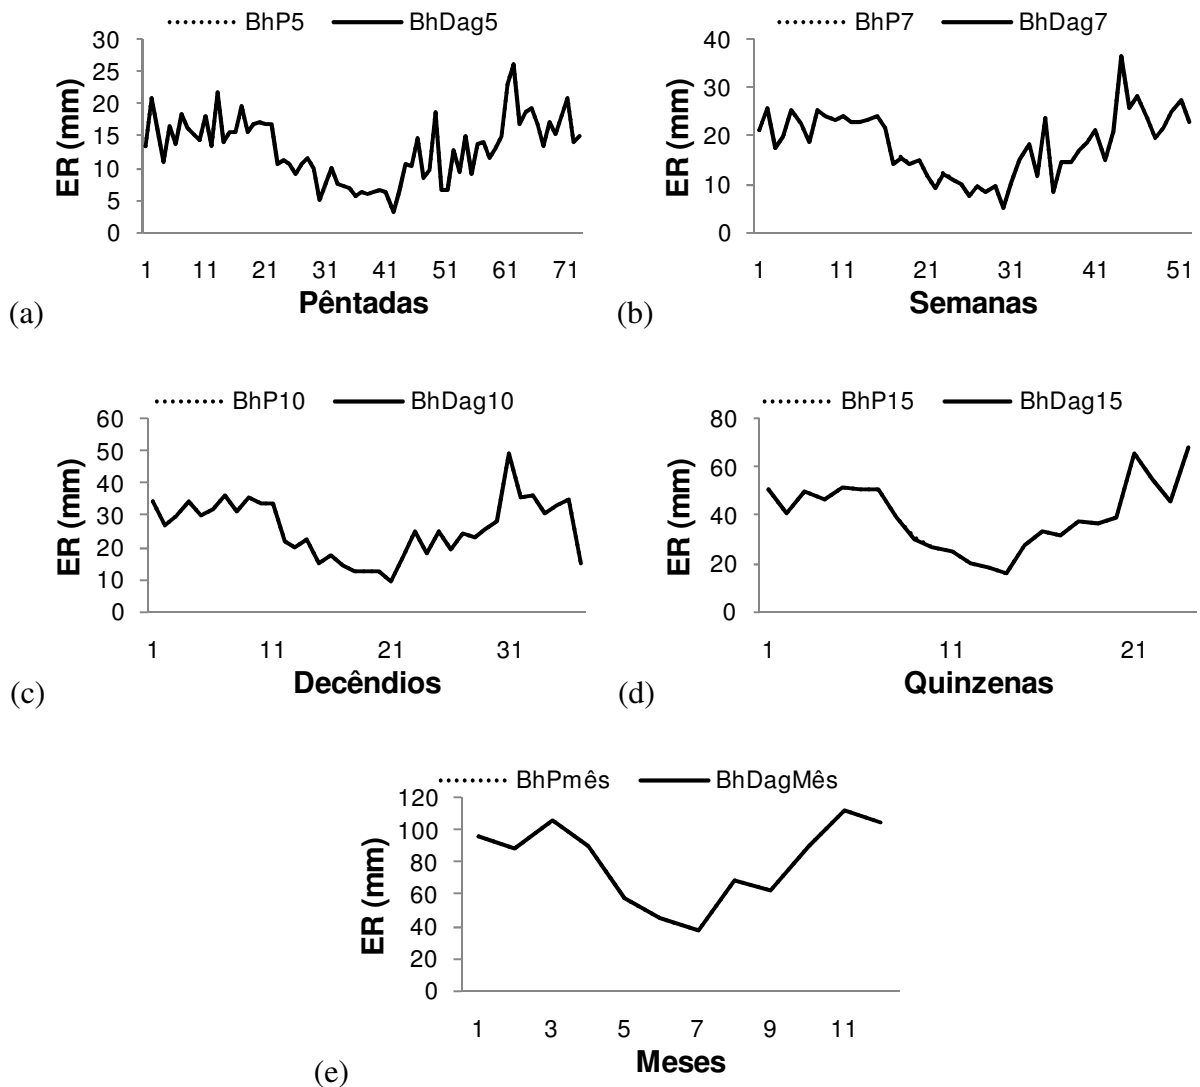 BhP5 BhDag5
30
25
20
15
10
5
0
ER (mm)
1 11 21 31 41 51 61 71
Pêntadas
(a)
BhP7 BhDag7
40
30
20
10
0
ER (mm)
1 11 21 31 41 51
Semanas
(b)
BhP10 BhDag10
60
50
40
30
20
10
0
ER (mm)
1 11 21 31
Decêndios
(c)
BhP15 BhDag15
80
60
40
20
0
ER (mm)
1 11 21
Quinzenas
(d)
BhPmês BhDagMês
120
100
80
60
40
20
0
ER (mm)
1 3 5 7 9 11
Meses
(e)